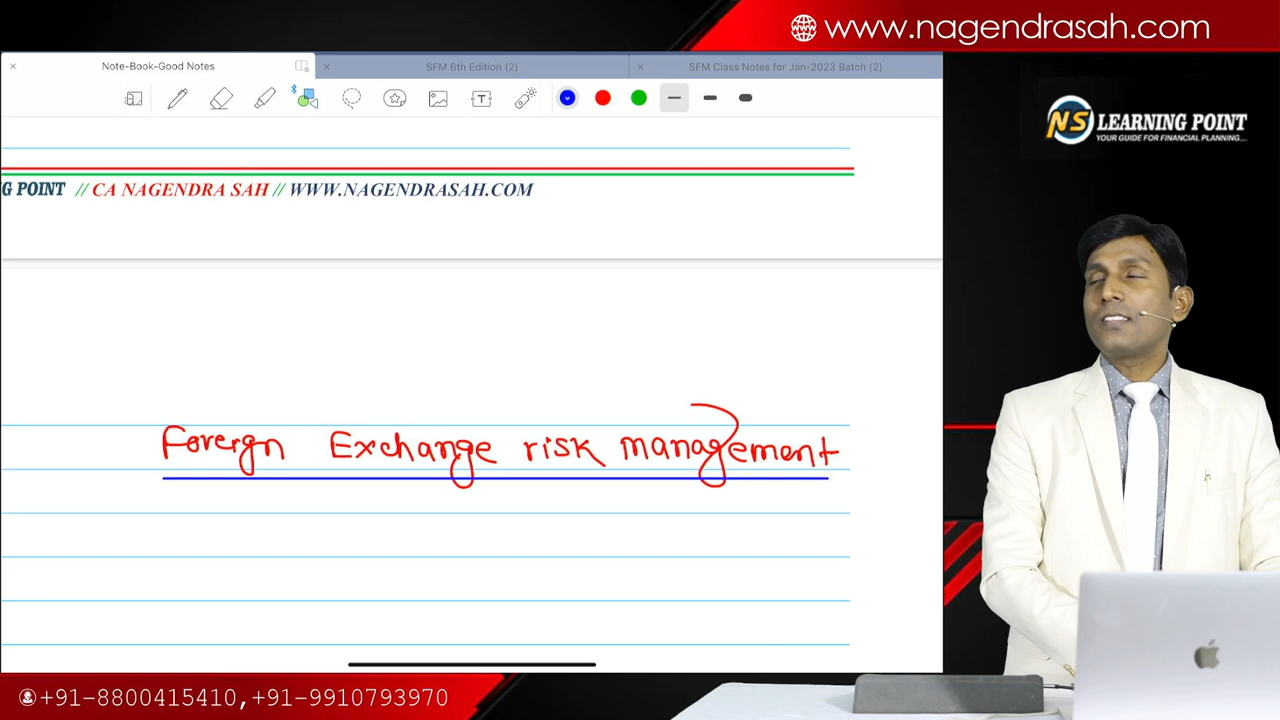 www.nagendrasah.com
Note-Book-Good Notes
SFM 6th Edition (2)
SFM Class Notes for Jan-2023 Batch (2)
T
NS LEARNING POINT
YOUR GUIDE FOR FINANCIAL PLANNING....
G POINT // CA NAGENDRA SAH // WWW.NAGENDRASAH.COM
Foreign Exchange risk management
+91-8800415410,+91-9910793970